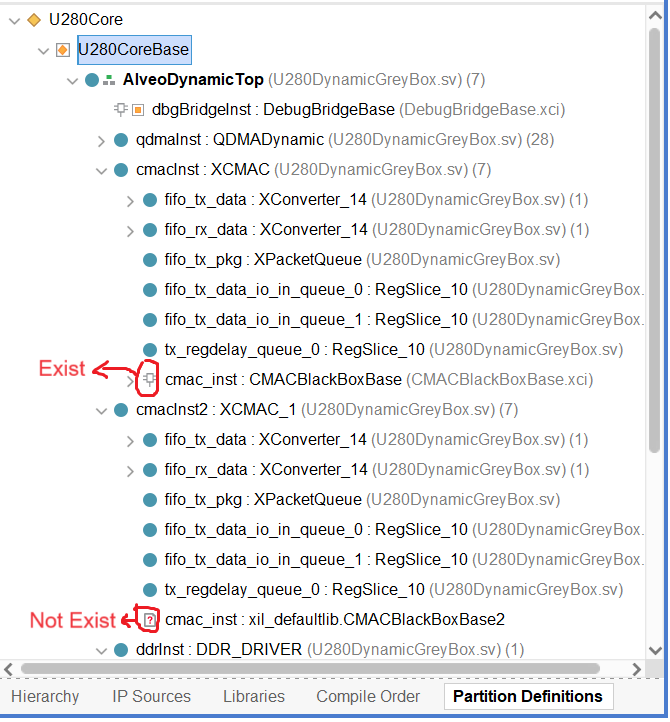 U280Core
U280CoreBase
AlveoDynamicTop (U280DynamicGreyBox.sv) (7)
dbgBridgeInst : DebugBridgeBase (DebugBridgeBase.xci)
qdmaInst : QDMADynamic (U280DynamicGreyBox.sv) (28)
cmacInst : XCMAC (U280DynamicGreyBox.sv) (7)
fifo_tx_data : XConverter_14 (U280DynamicGreyBox.sv) (1)
fifo_rx_data : XConverter_14 (U280DynamicGreyBox.sv) (1)
fifo_tx_pkg : XPacketQueue (U280DynamicGreyBox.sv)
fifo_tx_data_io_in_queue_0 : RegSlice_10 (U280DynamicGreyBox.
fifo_tx_data_io_in_queue_1 : RegSlice_10 (U280DynamicGreyBox.
tx_regdelay_queue_0 : RegSlice_10 (U280DynamicGreyBox.sv)
Exist
cmac_inst : CMACBlackBoxBase (CMACBlackBoxBase.xci)
cmacInst2 : XCMAC_1 (U280DynamicGreyBox.sv) (7)
fifo_tx_data : XConverter_14 (U280DynamicGreyBox.sv) (1)
fifo_rx_data : XConverter_14 (U280DynamicGreyBox.sv) (1)
fifo_tx_pkg : XPacketQueue (U280DynamicGreyBox.sv)
fifo_tx_data_io_in_queue_0 : RegSlice_10 (U280DynamicGreyBox.
fifo_tx_data_io_in_queue_1 : RegSlice_10 (U280DynamicGreyBox.
tx_regdelay_queue_0 : RegSlice_10 (U280DynamicGreyBox.sv)
Not Exist ? cmac_inst : xil_defaultlib.CMACBlackBoxBase2
ddrInst : DDR_DRIVER (U280DynamicGreyBox.sv) (1)
Hierarchy IP Sources Libraries Compile Order Partition Definitions